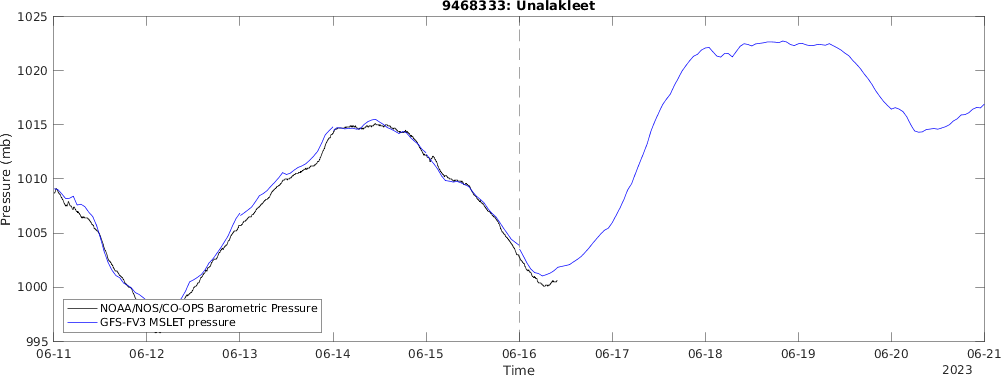 9468333: Unalakleet
1025
1020
1015
1010
1005
1000
995
Pressure (mb)
NOAA/NOS/CO-OPS Barometric Pressure
GFS-FV3 MSLET pressure
06-11 06-12 06-13 06-14 06-15 06-16 06-17 06-18 06-19 06-20 06-21
Time
2023